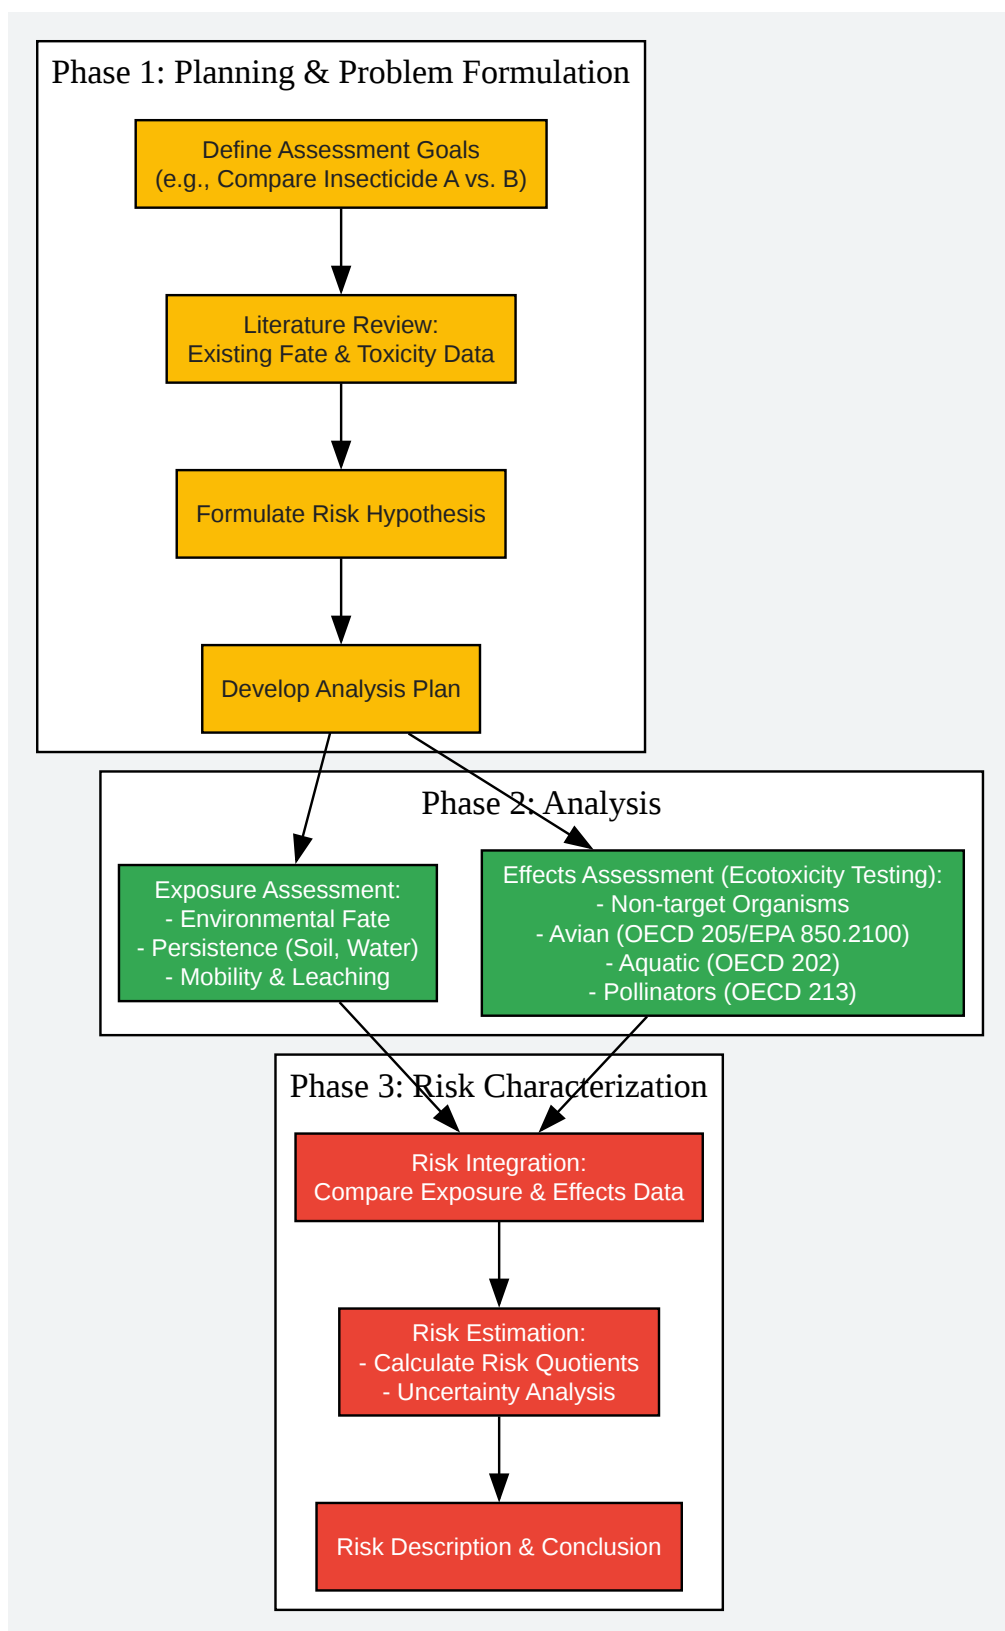 Phase 1: Planning & Problem Formulation
Define Assessment Goals
(e.g., Compare Insecticide A vs. B)
Literature Review:
Existing Fate & Toxicity Data
Formulate Risk Hypothesis
Develop Analysis Plan
Phase 2: Analysis
Exposure Assessment:
- Environmental Fate
- Persistence (Soil, Water)
- Mobility & Leaching
Effects Assessment (Ecotoxicity Testing):
- Non-target Organisms
- Avian (OECD 205/EPA 850.2100)
- Aquatic (OECD 202)
- Pollinators (OECD 213)
Phase 3: Risk Characterization
Risk Integration:
Compare Exposure & Effects Data
Risk Estimation:
- Calculate Risk Quotients
- Uncertainty Analysis
Risk Description & Conclusion